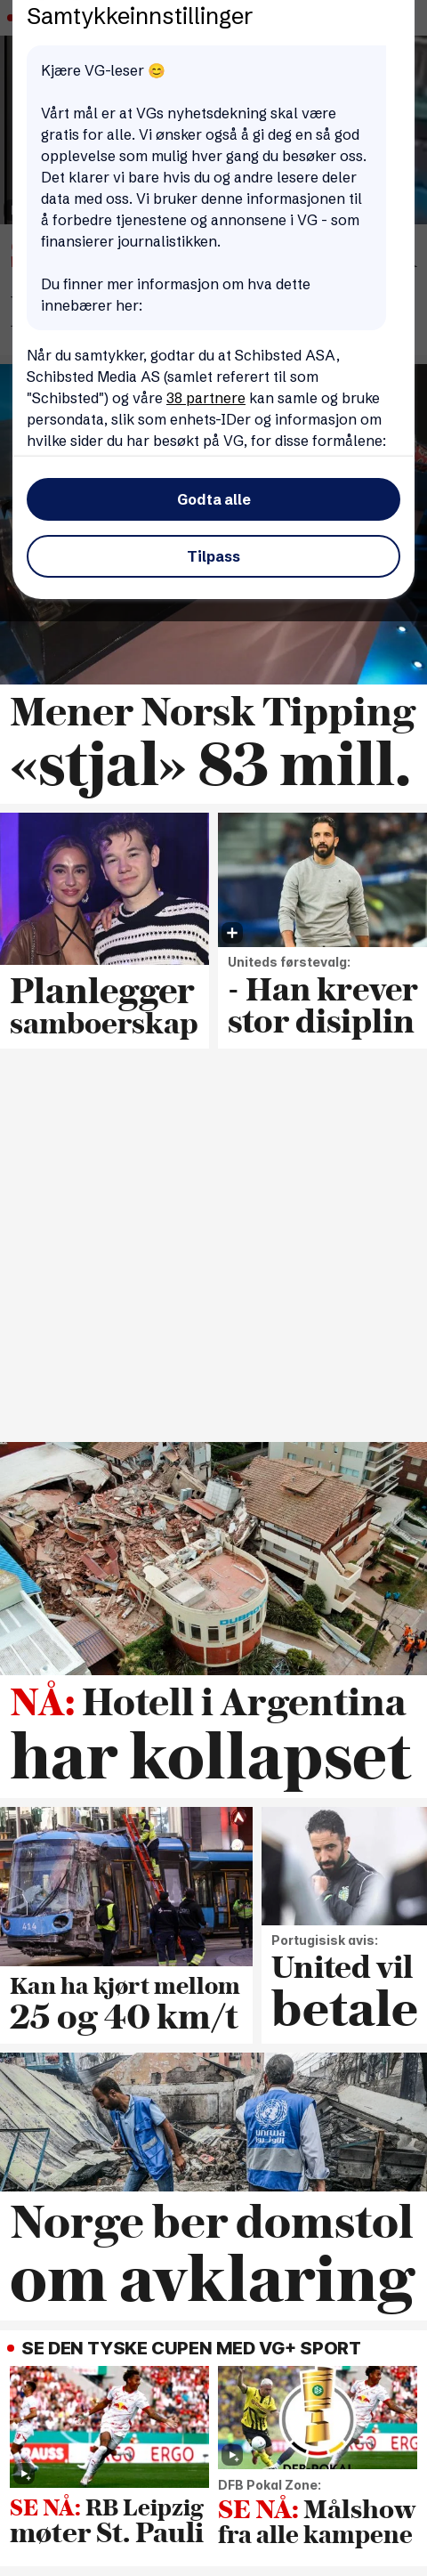 Samtykkeinnstillinger
Kjære VG-leser 😊
Vårt mål er at VGs nyhetsdekning skal være
gratis for alle. Vi ønsker også å gi deg en så god
opplevelse som mulig hver gang du besøker oss.
Det klarer vi bare hvis du og andre lesere deler
data med oss. Vi bruker denne informasjonen til
å forbedre tjenestene og annonsene i VG - som
finansierer journalistikken.
Du finner mer informasjon om hva dette
innebærer her:
Når du samtykker, godtar du at Schibsted ASA,
Schibsted Media AS (samlet referert til som
"Schibsted") og våre 38 partnere kan samle og bruke
persondata, slik som enhets-IDer og informasjon om
hvilke sider du har besøkt på VG, for disse formålene:
Godta alle
Tilpass
Mener Norsk Tipping
«stjal» 83 mill.
Planlegger
samboerskap
Uniteds førstevalg:
- Han krever
stor disiplin
NÅ: Hotell i Argentina
har kollapset
414
Kan ha kjørt mellom
25 og 40 km/t
Portugisisk avis:
United vil
betale
unrwa
Norge ber domstol
om avklaring
SE DEN TYSKE CUPEN MED VG+ SPORT
ERGO
SE NÅ: RB Leipzig
møter St. Pauli
DFB Pokal Zone:
SE NÅ: Målshow
fra alle kampene